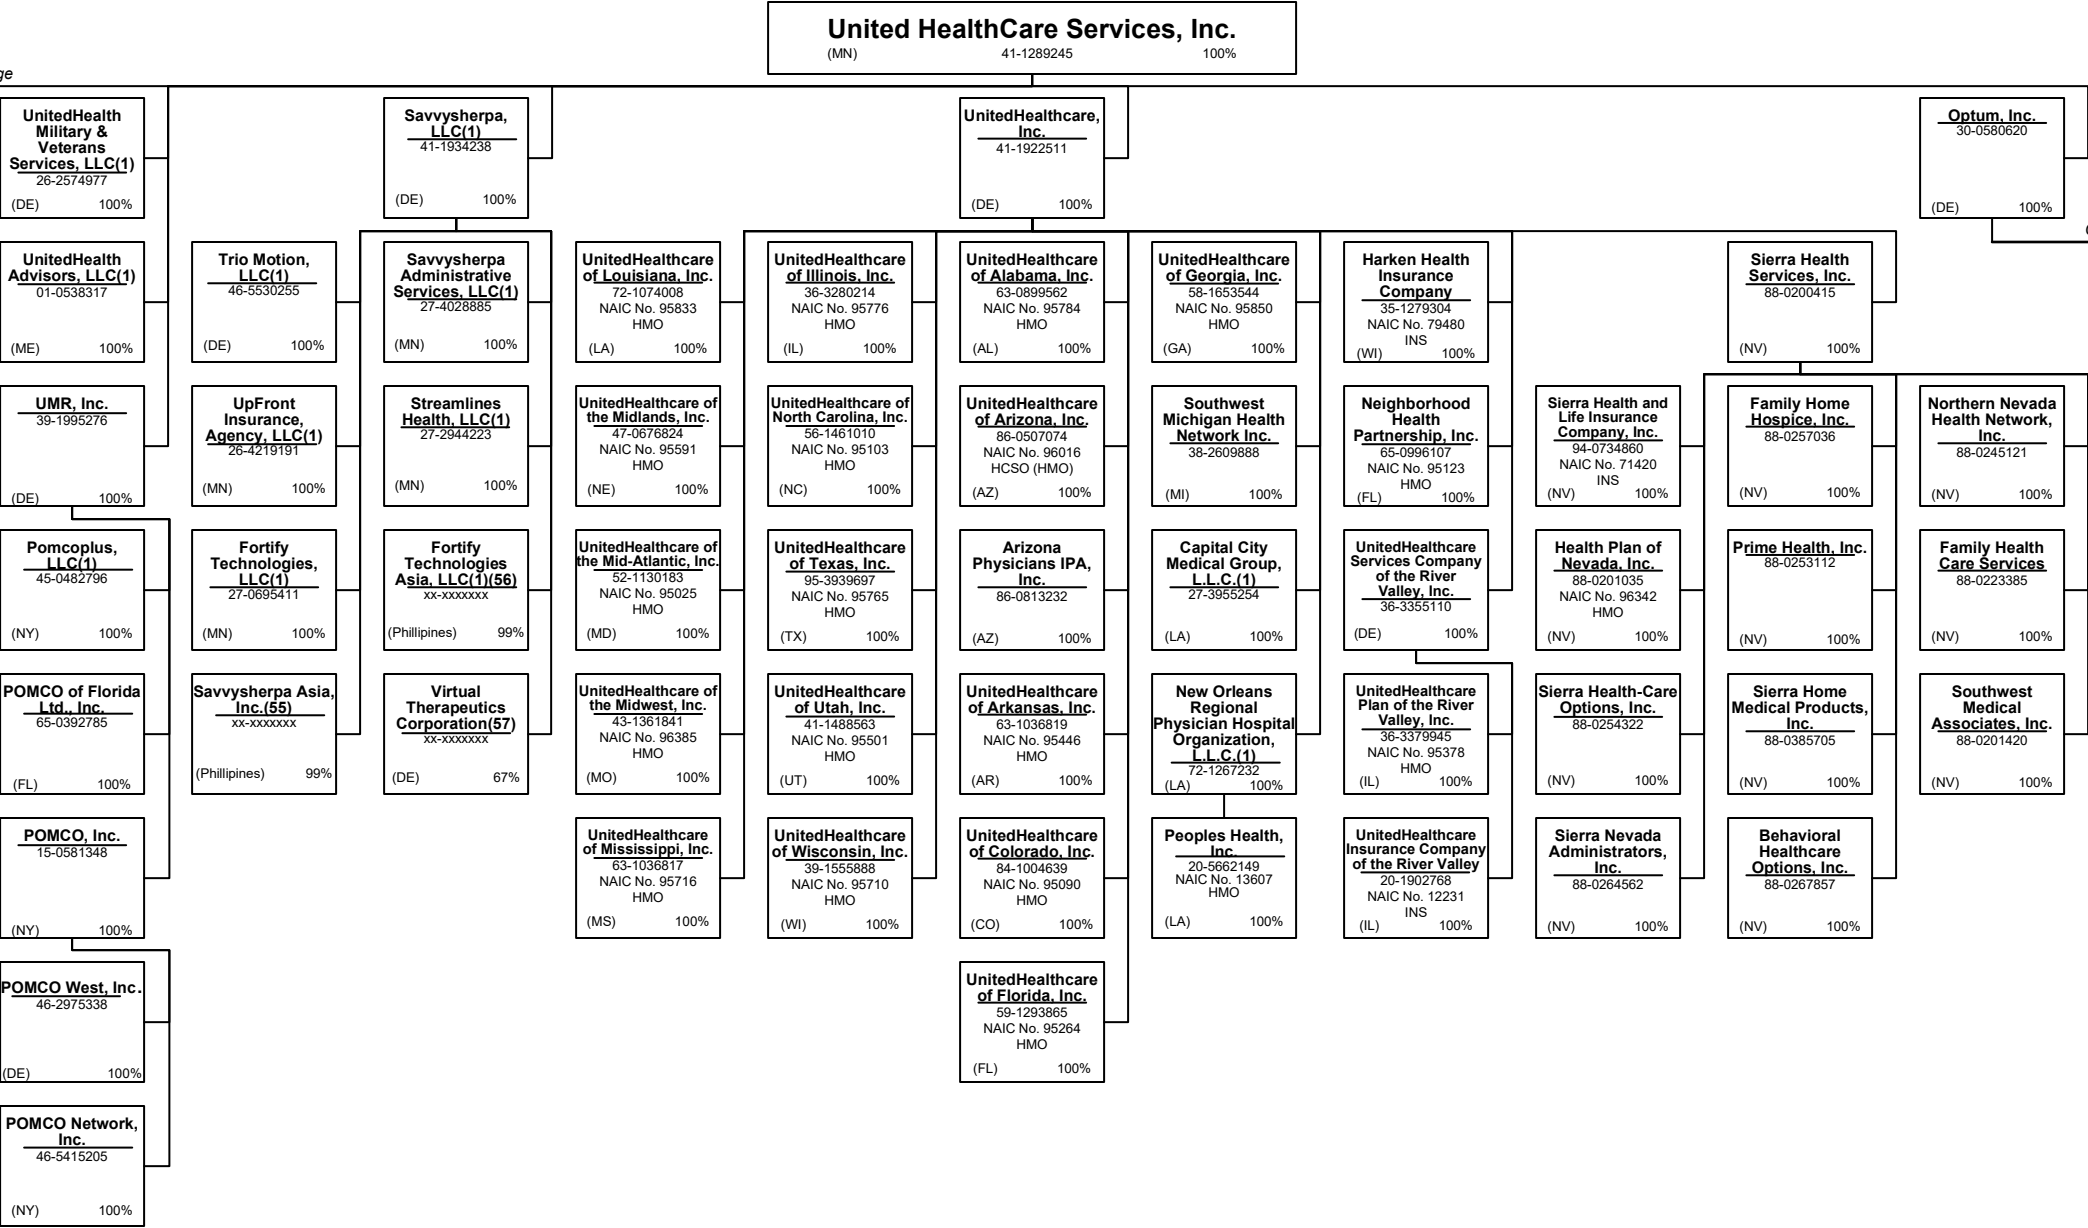 United HealthCare Services, Inc.
(MN) 41-1289245 100%
ge
UnitedHealth
Military &
Veterans
Services, LLC(1)
26-2574977
(DE) 100%
Savvysherpa,
LLC(1)
41-1934238
(DE) 100%
UnitedHealthcare,
Inc.
41-1922511
(DE) 100%
Optum, Inc.
30-0580620
(DE) 100%
UnitedHealth
Advisors, LLC(1)
01-0538317
(ME) 100%
Trio Motion,
LLC(1)
46-5530255
(DE) 100%
Savvysherpa
Administrative
Services, LLC(1)
27-4028885
(MN) 100%
UnitedHealthcare
of Louisiana, Inc.
72-1074008
NAIC No. 95833
HMO
(LA) 100%
UnitedHealthcare
of Illinois, Inc.
36-3280214
NAIC No. 95776
HMO
(IL) 100%
UnitedHealthcare
of Alabama, Inc.
63-0899562
NAIC No. 95784
HMO
(AL) 100%
UnitedHealthcare
of Georgia, Inc.
58-1653544
NAIC No. 95850
HMO
(GA) 100%
Harken Health
Insurance
Company
35-1279304
NAIC No. 79480
INS
(WI) 100%
Sierra Health
Services, Inc.
88-0200415
(NV) 100%
UMR, Inc.
39-1995276
(DE) 100%
UpFront
Insurance,
Agency, LLC(1)
26-4219191
(MN) 100%
Streamlines
Health, LLC(1)
27-2944223
(MN) 100%
UnitedHealthcare of
the Midlands, Inc.
47-0676824
NAIC No. 95591
HMO
(NE) 100%
UnitedHealthcare of
North Carolina, Inc.
56-1461010
NAIC No. 95103
HMO
(NC) 100%
UnitedHealthcare
of Arizona, Inc.
86-0507074
NAIC No. 96016
HCSO (HMO)
(AZ) 100%
Southwest
Michigan Health
Network Inc.
38-2609888
(MI) 100%
Neighborhood
Health
Partnership, Inc.
65-0996107
NAIC No. 95123
HMO
(FL) 100%
Sierra Health and
Life Insurance
Company, Inc.
94-0734860
NAIC No. 71420
INS
(NV) 100%
Family Home
Hospice, Inc.
88-0257036
(NV) 100%
Northern Nevada
Health Network,
Inc.
88-0245121
(NV) 100%
Pomcoplus,
LLC(1)
45-0482796
(NY) 100%
Fortify
Technologies,
LLC(1)
27-0695411
(MN) 100%
Fortify
Technologies
Asia, LLC(1)(56)
xx-xxxxxxx
(Phillipines) 99%
UnitedHealthcare of
the Mid-Atlantic, Inc.
52-1130183
NAIC No. 95025
HMO
(MD) 100%
UnitedHealthcare
of Texas, Inc.
95-3939697
NAIC No. 95765
HMO
(TX) 100%
Arizona
Physicians IPA,
Inc.
86-0813232
(AZ) 100%
Capital City
Medical Group,
L.L.C.(1)
27-3955254
(LA) 100%
UnitedHealthcare
Services Company
of the River
Valley, Inc.
36-3355110
(DE) 100%
Health Plan of
Nevada, Inc.
88-0201035
NAIC No. 96342
HMO
(NV) 100%
Prime Health, Inc.
88-0253112
(NV) 100%
Family Health
Care Services
88-0223385
(NV) 100%
POMCO of Florida
Ltd., Inc.
65-0392785
(FL) 100%
Savvysherpa Asia,
Inc.(55)
xx-xxxxxxx
(Phillipines) 99%
Virtual
Therapeutics
Corporation(57)
xx-xxxxxxx
(DE) 67%
UnitedHealthcare of
the Midwest, Inc.
43-1361841
NAIC No. 96385
HMO
(MO) 100%
UnitedHealthcare
of Utah, Inc.
41-1488563
NAIC No. 95501
HMO
(UT) 100%
UnitedHealthcare
of Arkansas, Inc.
63-1036819
NAIC No. 95446
HMO
(AR) 100%
New Orleans
Regional
Physician Hospital
Organization,
L.L.C.(1)
72-1267232
(LA) 100%
UnitedHealthcare
Plan of the River
Valley, Inc.
36-3379945
NAIC No. 95378
HMO
(IL) 100%
Sierra Health-Care
Options, Inc.
88-0254322
(NV) 100%
Sierra Home
Medical Products,
Inc.
88-0385705
(NV) 100%
Southwest
Medical
Associates, Inc.
88-0201420
(NV) 100%
POMCO, Inc.
15-0581348
(NY) 100%
UnitedHealthcare
of Mississippi, Inc.
63-1036817
NAIC No. 95716
HMO
(MS) 100%
UnitedHealthcare
of Wisconsin, Inc.
39-1555888
NAIC No. 95710
HMO
(WI) 100%
UnitedHealthcare
of Colorado, Inc.
84-1004639
NAIC No. 95090
HMO
(CO) 100%
Peoples Health,
Inc.
20-5662149
NAIC No. 13607
HMO
(LA) 100%
UnitedHealthcare
Insurance Company
of the River Valley
20-1902768
NAIC No. 12231
INS
(IL) 100%
Sierra Nevada
Administrators,
Inc.
88-0264562
(NV) 100%
Behavioral
Healthcare
Options, Inc.
88-0267857
(NV) 100%
POMCO West, Inc.
46-2975338
(DE) 100%
UnitedHealthcare
of Florida, Inc.
59-1293865
NAIC No. 95264
HMO
(FL) 100%
POMCO Network,
Inc.
46-5415205
(NY) 100%